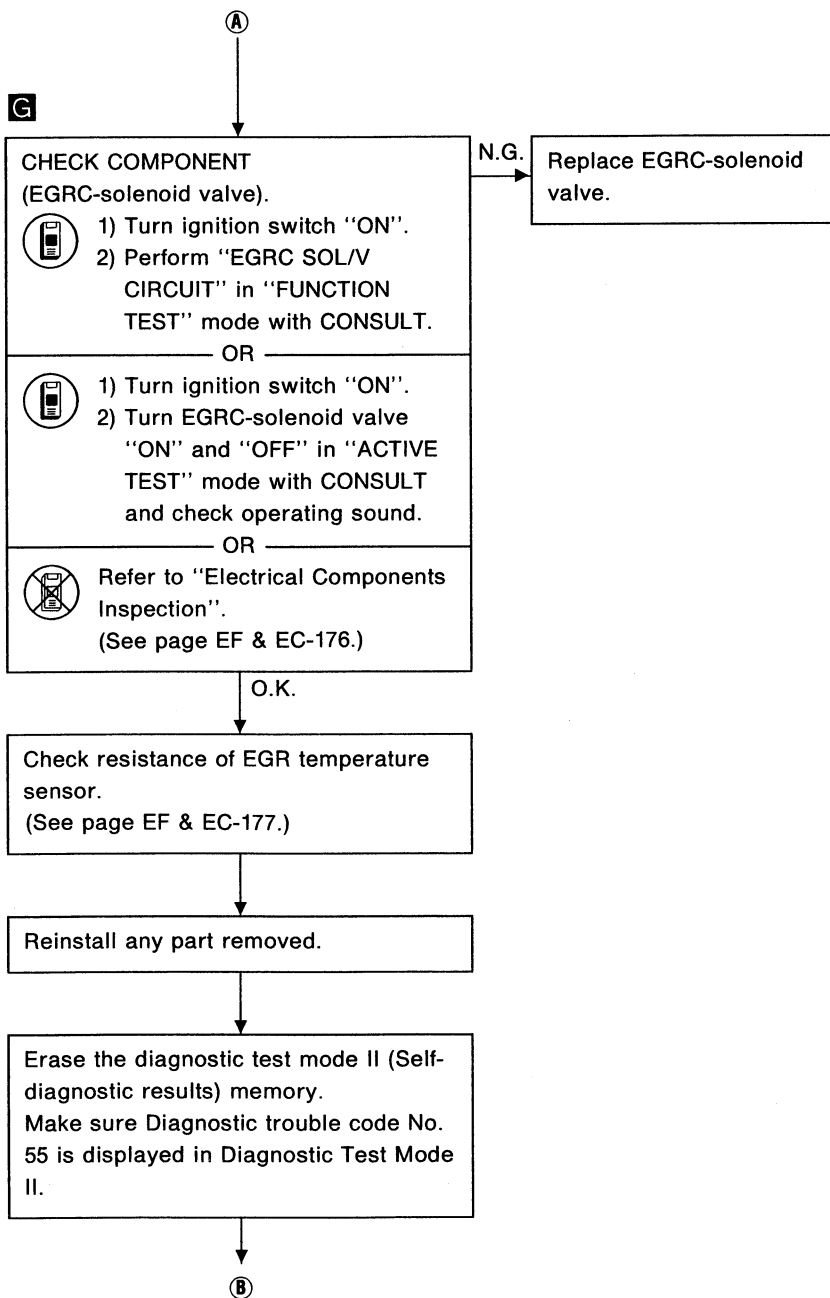 A
G
CHECK COMPONENT
(EGRC-solenoid valve).
1) Turn ignition switch "ON".
2) Perform "EGRC SOL/V
CIRCUIT" in "FUNCTION
TEST" mode with CONSULT.
OR
1) Turn ignition switch "ON".
2) Turn EGRC-solenoid valve
"ON" and "OFF" in "ACTIVE
TEST" mode with CONSULT
and check operating sound.
OR
Refer to "Electrical Components
Inspection".
(See page EF & EC-176.)
N.G.
Replace EGRC-solenoid
valve.
O.K.
Check resistance of EGR temperature
sensor.
(See page EF & EC-177.)
Reinstall any part removed.
Erase the diagnostic test mode II (Self-
diagnostic results) memory.
Make sure Diagnostic trouble code No.
55 is displayed in Diagnostic Test Mode
II.
B